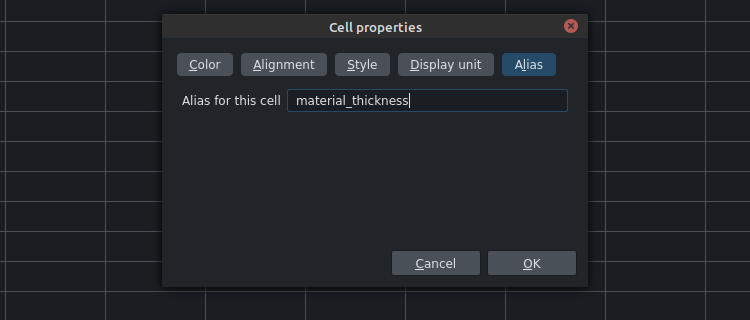 Cell properties
Color Alignment Style Display unit Alias
Alias for this cell material_thickness
Cancel OK